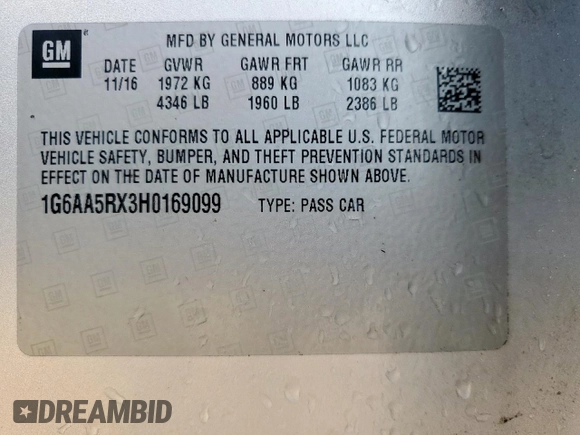 GM
MFD BY GENERAL MOTORS LLC
DATE GVWR GAWR FRT GAWR RR
11/16 1972 KG 889 KG 1083 KG
4346 LB 1960 LB 2386 LB
THIS VEHICLE CONFORMS TO ALL APPLICABLE U.S. FEDERAL MOTOR
VEHICLE SAFETY, BUMPER, AND THEFT PREVENTION STANDARDS IN
EFFECT ON THE DATE OF MANUFACTURE SHOWN ABOVE.
1G6AA5RX3H0169099 TYPE: PASS CAR
DREAMBID